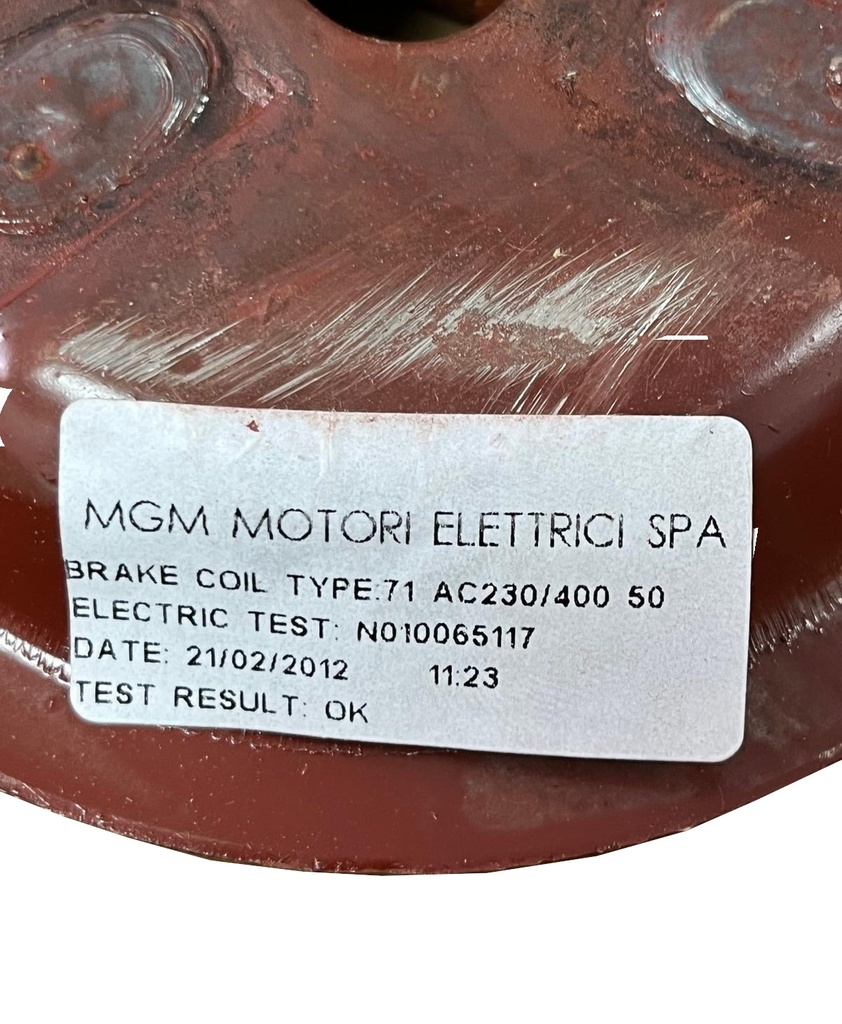 MGM MOTORI ELETTRICI SPA
BRAKE COIL TYPE:71 AC230/400 50
ELECTRIC TEST: N010065117
DATE: 21/02/2012 11:23
TEST RESULT: OK